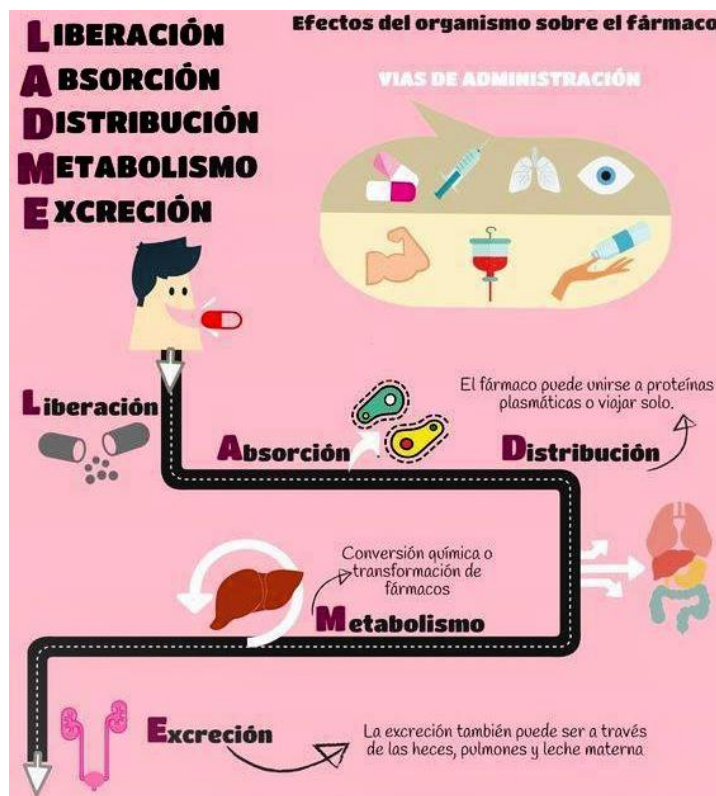 LIBERACIÓN
ABSORCIÓN
DISTRIBUCIÓN
METABOLISMO
EXCRECIÓN
Efectos del organismo sobre el fármaco
VIAS DE ADMINISTRACIÓN
Liberación
Absorción
El fármaco puede unirse a proteínas
plasmáticas o viajar solo.
Distribución
Conversión química o
transformación de
fármacos
Metabolismo
Excreción
La excreción también puede ser a través
de las heces, pulmones y leche materna